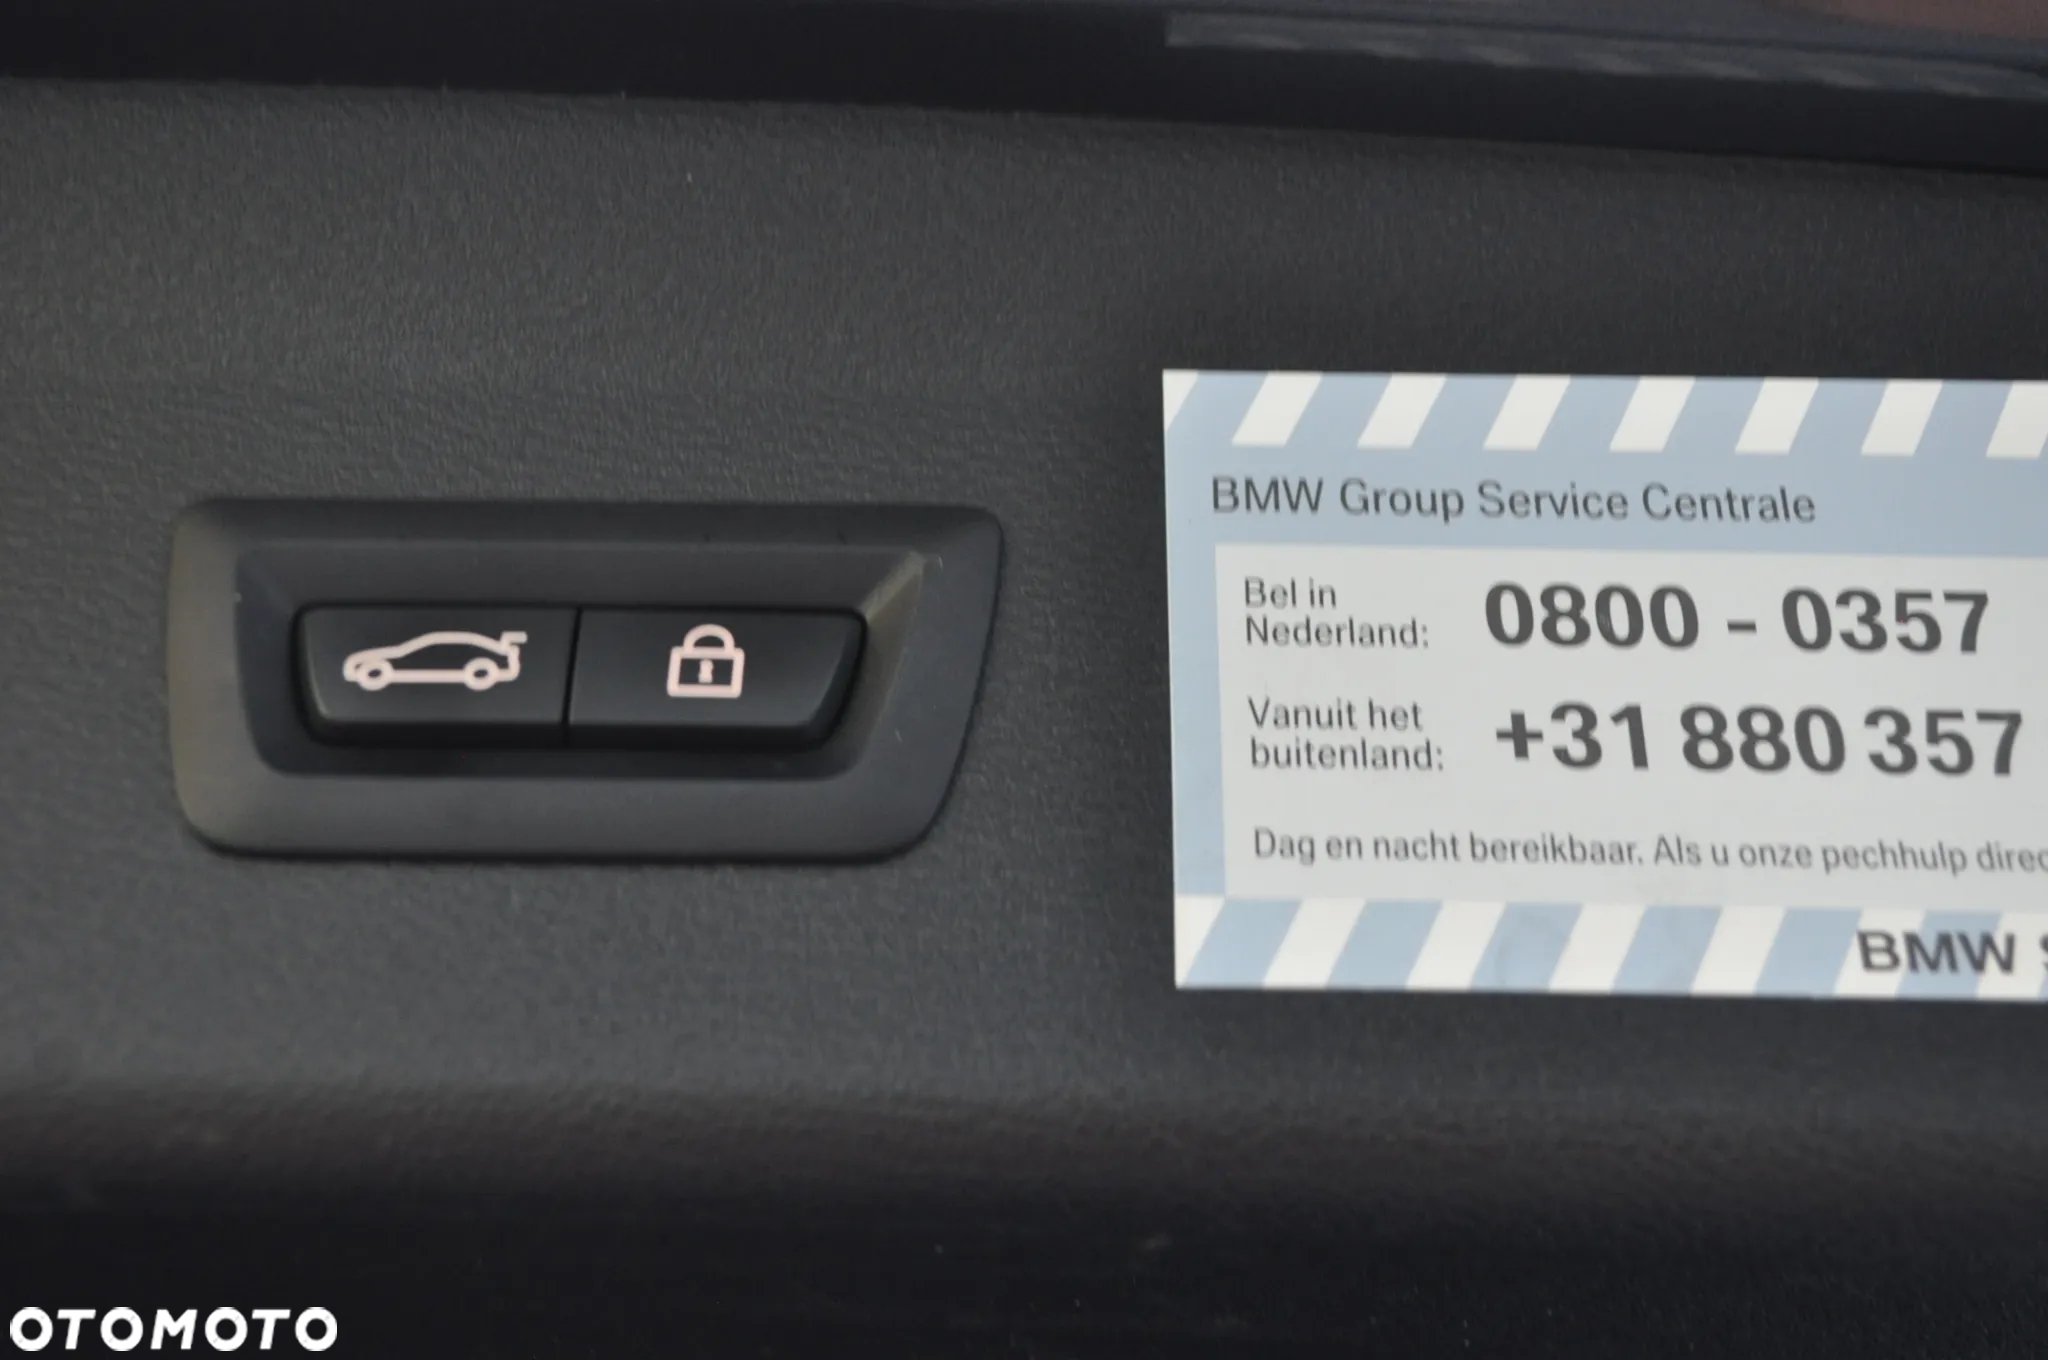 BMW Group Service Centrale
Bel in
Nederland: 0800 - 0357
Vanuit het
buitenland: +31 880 357
Dag en nacht bereikbaar. Als u onze pechhulp
BMW
OTOMOTO